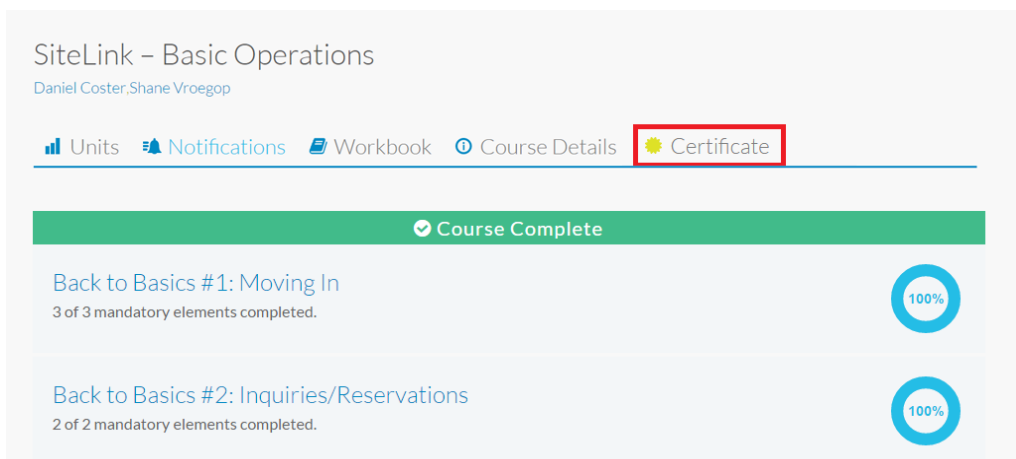 SiteLink – Basic Operations
Daniel Coster,Shane Vroegop
Units Notifications Workbook Course Details Certificate
Course Complete
Back to Basics #1: Moving In
3 of 3 mandatory elements completed.
100%
Back to Basics #2: Inquiries/Reservations
2 of 2 mandatory elements completed.
100%